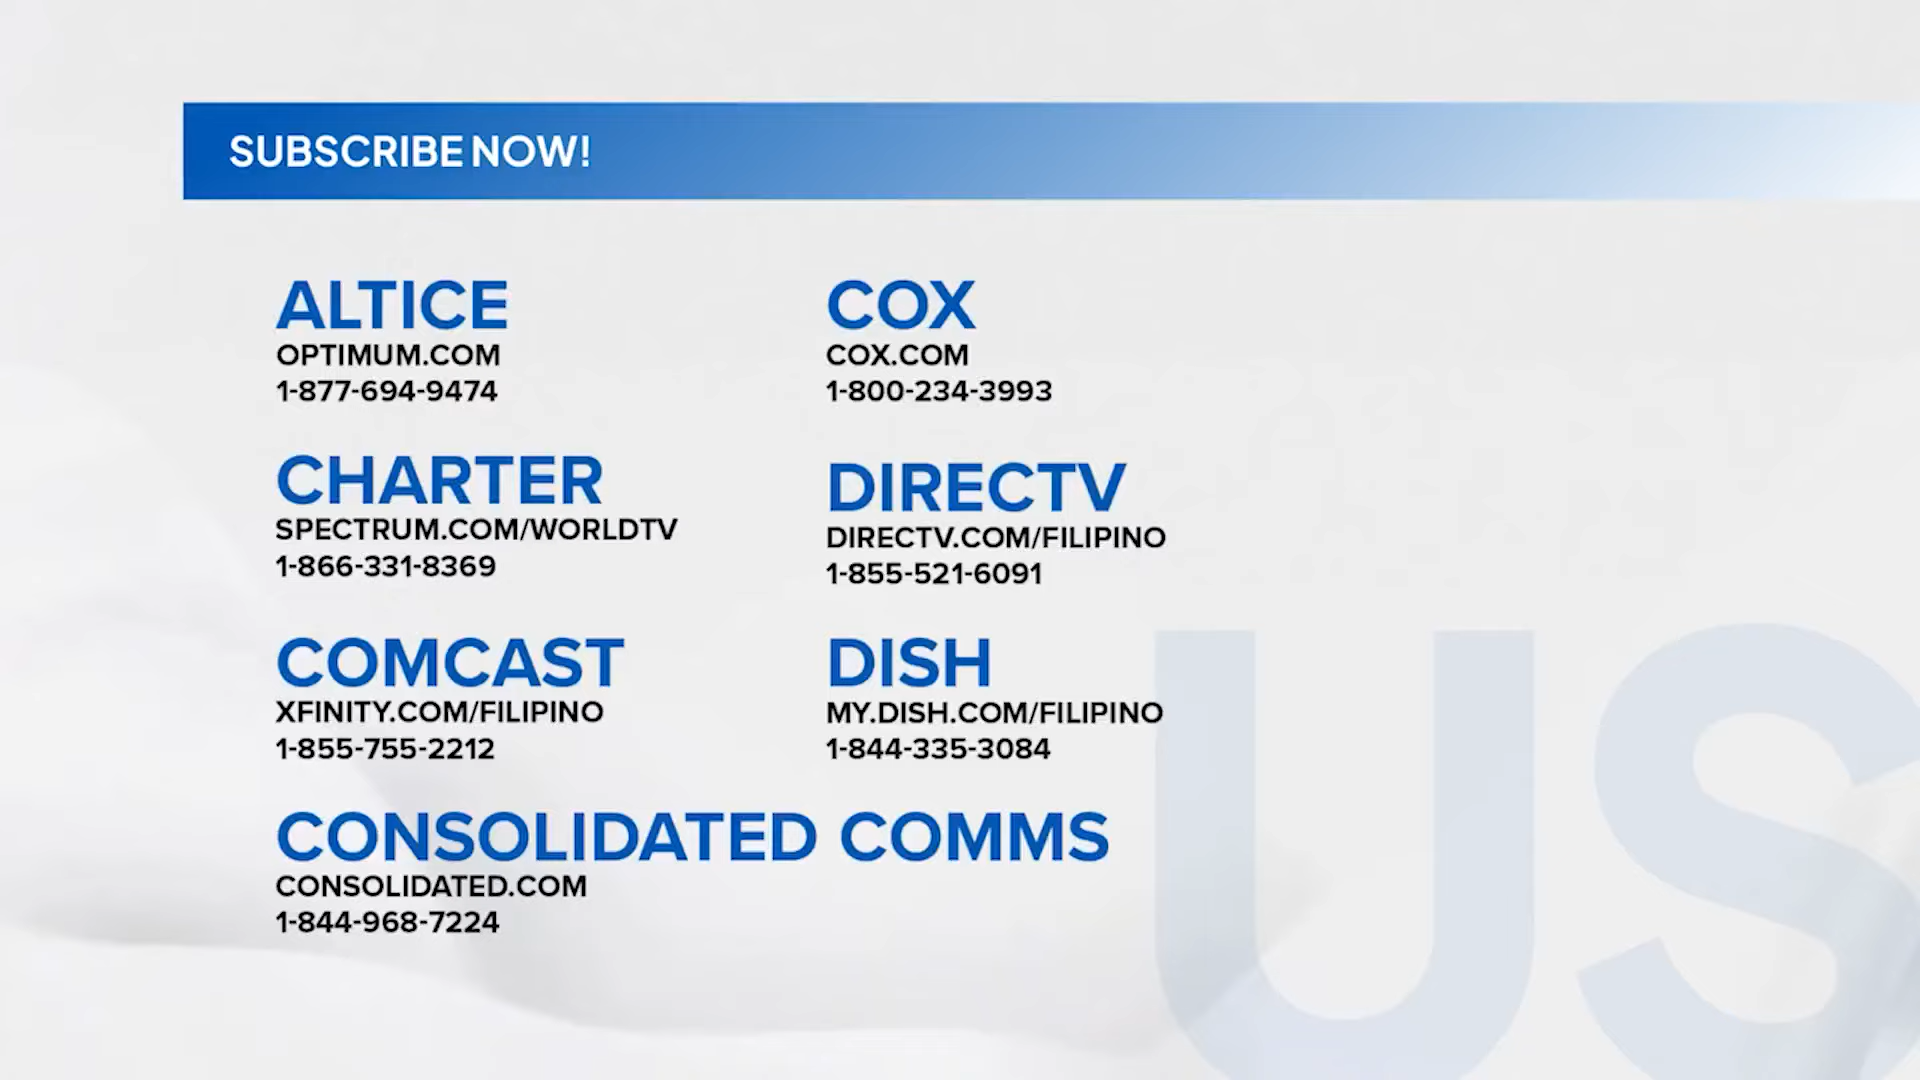 SUBSCRIBE NOW!
ALTICE
OPTIMUM.COM
1-877-694-9474
CHARTER
SPECTRUM.COM/WORLDTV
1-866-331-8369
COMCAST
XFINITY.COM/FILIPINO
1-855-755-2212
CONSOLIDATED COMMS
CONSOLIDATED.COM
1-844-968-7224
COX
COX.COM
1-800-234-3993
DIRECTV
DIRECTV.COM/FILIPINO
1-855-521-6091
DISH
MY.DISH.COM/FILIPINO
1-844-335-3084
US